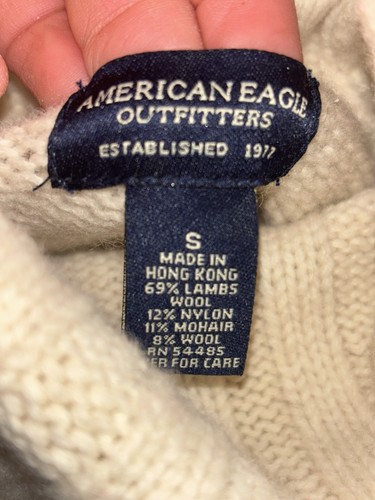 AMERICAN EAGLE
OUTFITTERS
ESTABLISHED 1977
S
MADE IN
HONG KONG
69% LAMBS
WOOL
12% NYLON
11% MOHAIR
8% WOOL
RN 54485
FOR CARE